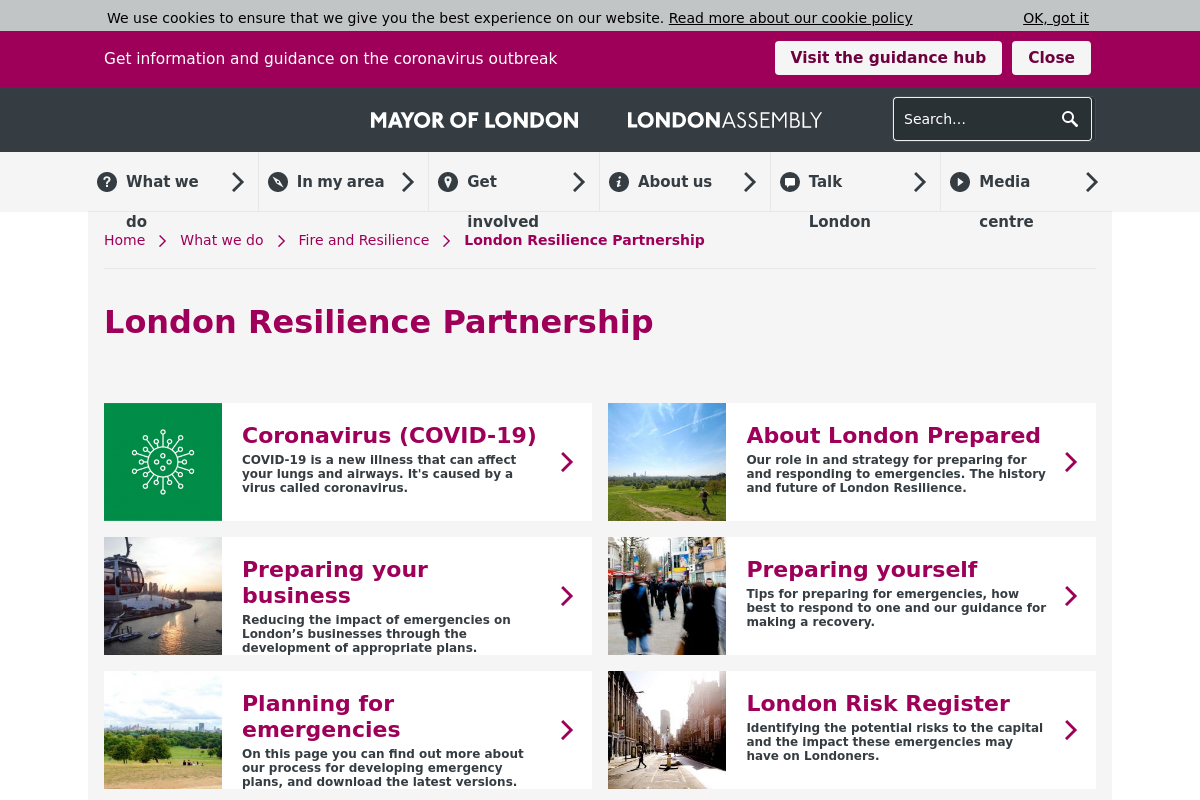 We use cookies to ensure that we give you the best experience on our website. Read more about our cookie policy OK, got it
Get information and guidance on the coronavirus outbreak Visit the guidance hub Close
MAYOR OF LONDON LONDONASSEMBLY Search...
What we do
In my area
Get involved
About us
Talk London
Media centre
Home What we do Fire and Resilience London Resilience Partnership
London Resilience Partnership
Coronavirus (COVID-19)
COVID-19 is a new illness that can affect
your lungs and airways. It's caused by a
virus called coronavirus.
About London Prepared
Our role in and strategy for preparing for
and responding to emergencies. The history
and future of London Resilience.
Preparing your
business
Reducing the impact of emergencies on
London’s businesses through the
development of appropriate plans.
Preparing yourself
Tips for preparing for emergencies, how
best to respond to one and our guidance for
making a recovery.
Planning for
emergencies
On this page you can find out more about
our process for developing emergency
plans, and download the latest versions.
London Risk Register
Identifying the potential risks to the capital
and the impact these emergencies may
have on Londoners.